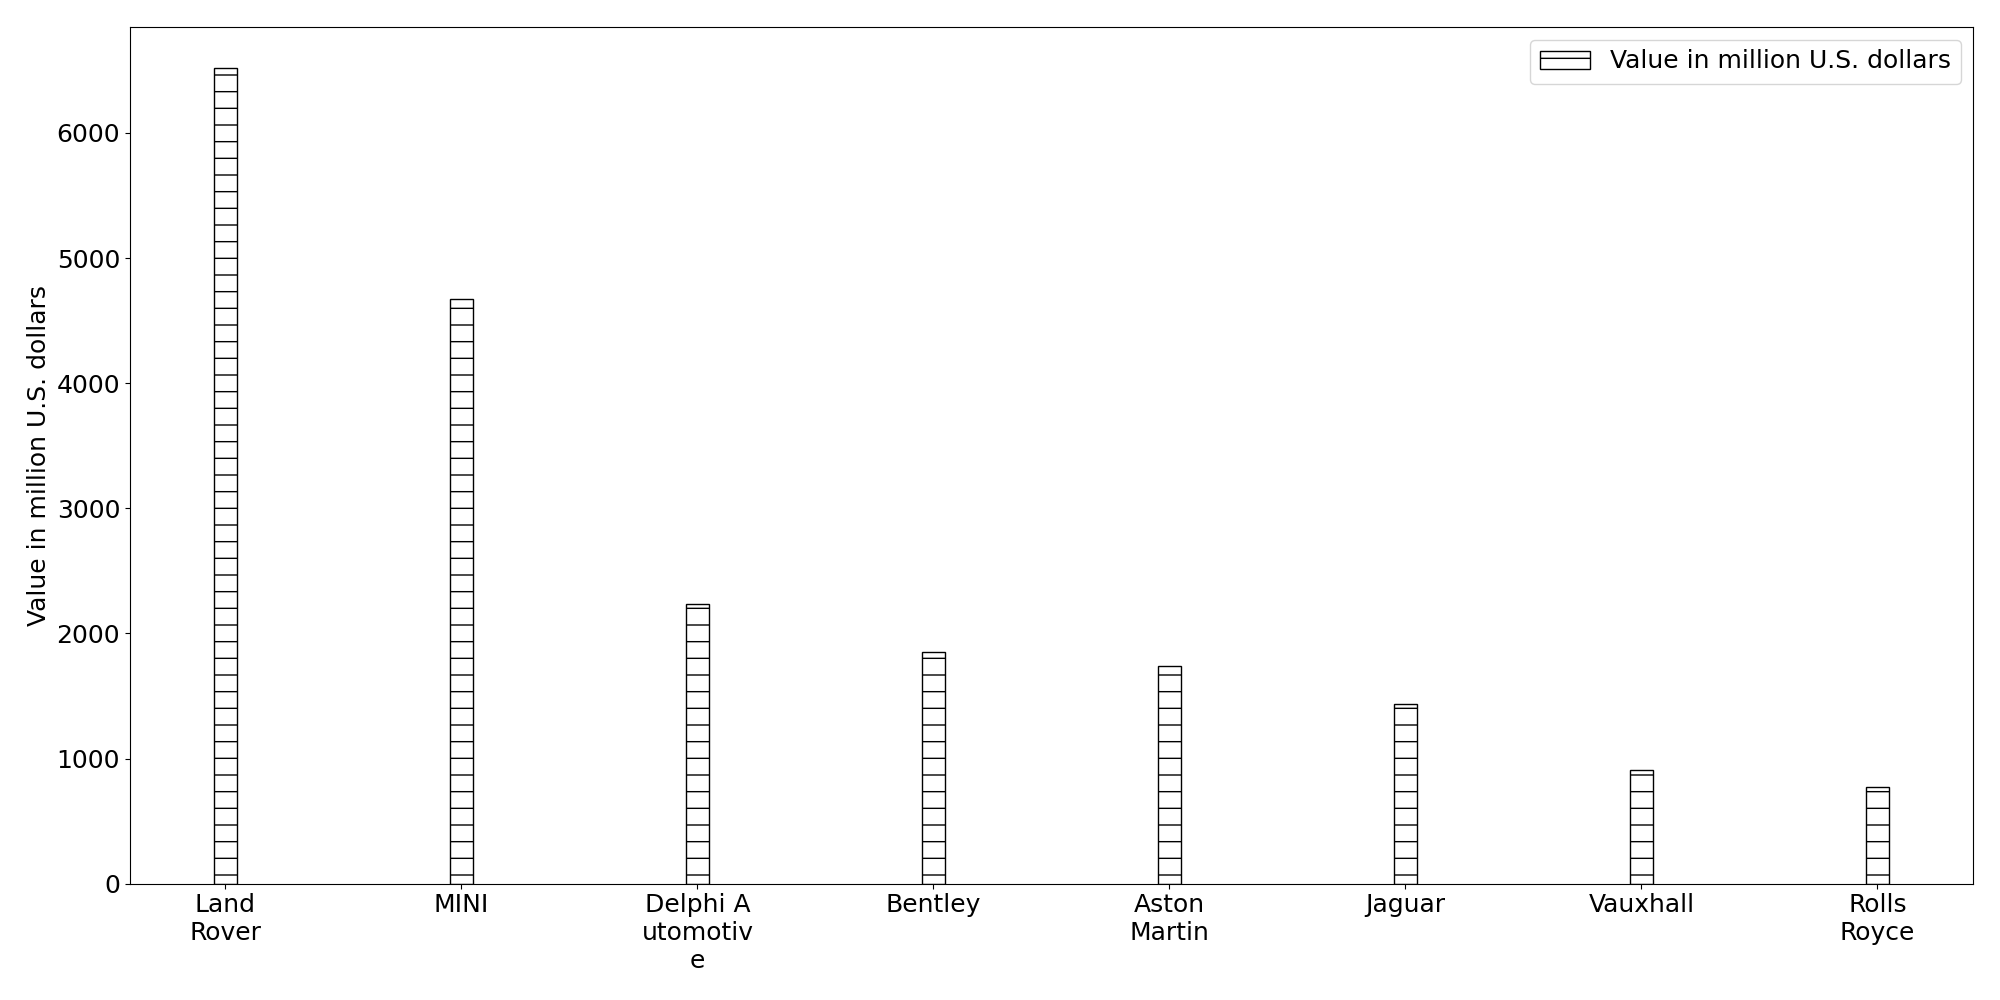 Value in million U.S. dollars
6000
5000
4000
3000
2000
1000
0
Value in million U.S. dollars
Land
Rover
MINI
Delphi A
utomotiv
e
Bentley
Aston
Martin
Jaguar
Vauxhall
Rolls
Royce